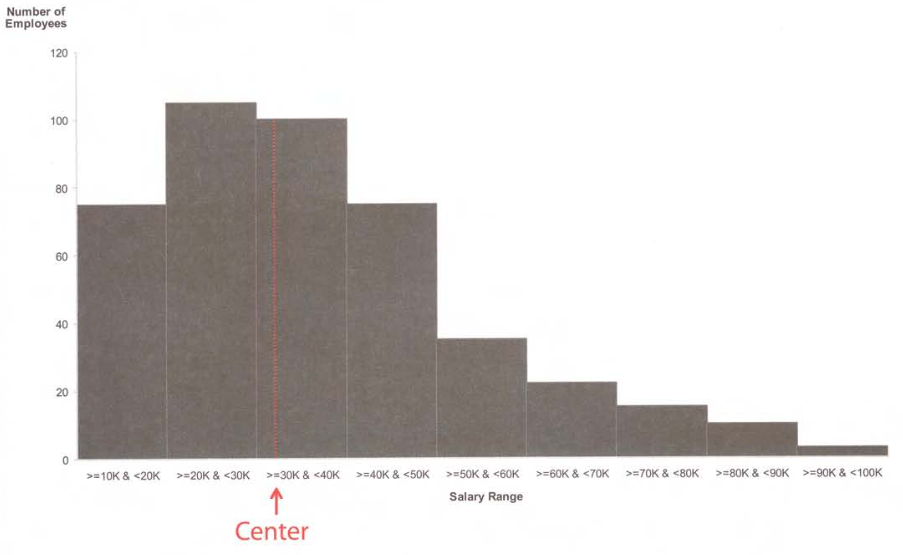 Number of
Employees
120
100
80
60
40
20
0
>=10K & <20K >=20K & <30K >=30K & <40K >=40K & <50K >=50K & <60K >=60K & <70K >=70K & <80K >=80K & <90K >=90K & <100K
Salary Range
Center